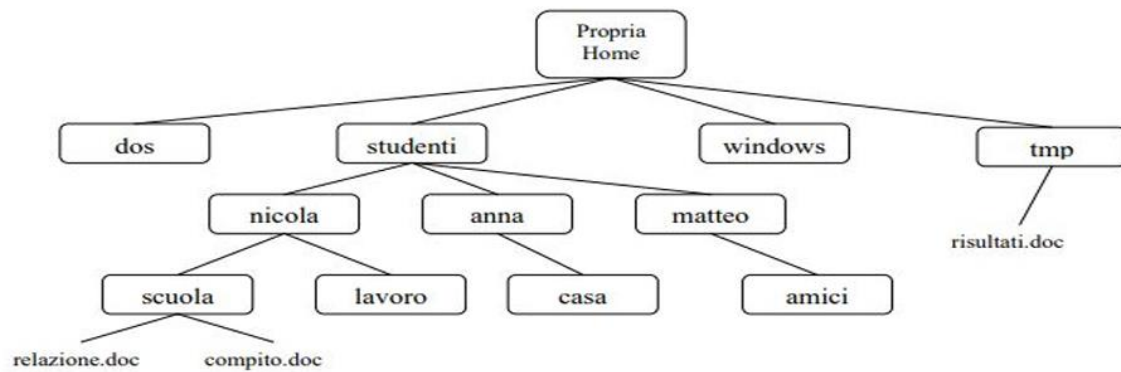 Propria
Home
dos
studenti
windows
tmp
nicola
anna
matteo
risultati.doc
scuola
lavoro
casa
amici
relazione.doc
compito.doc